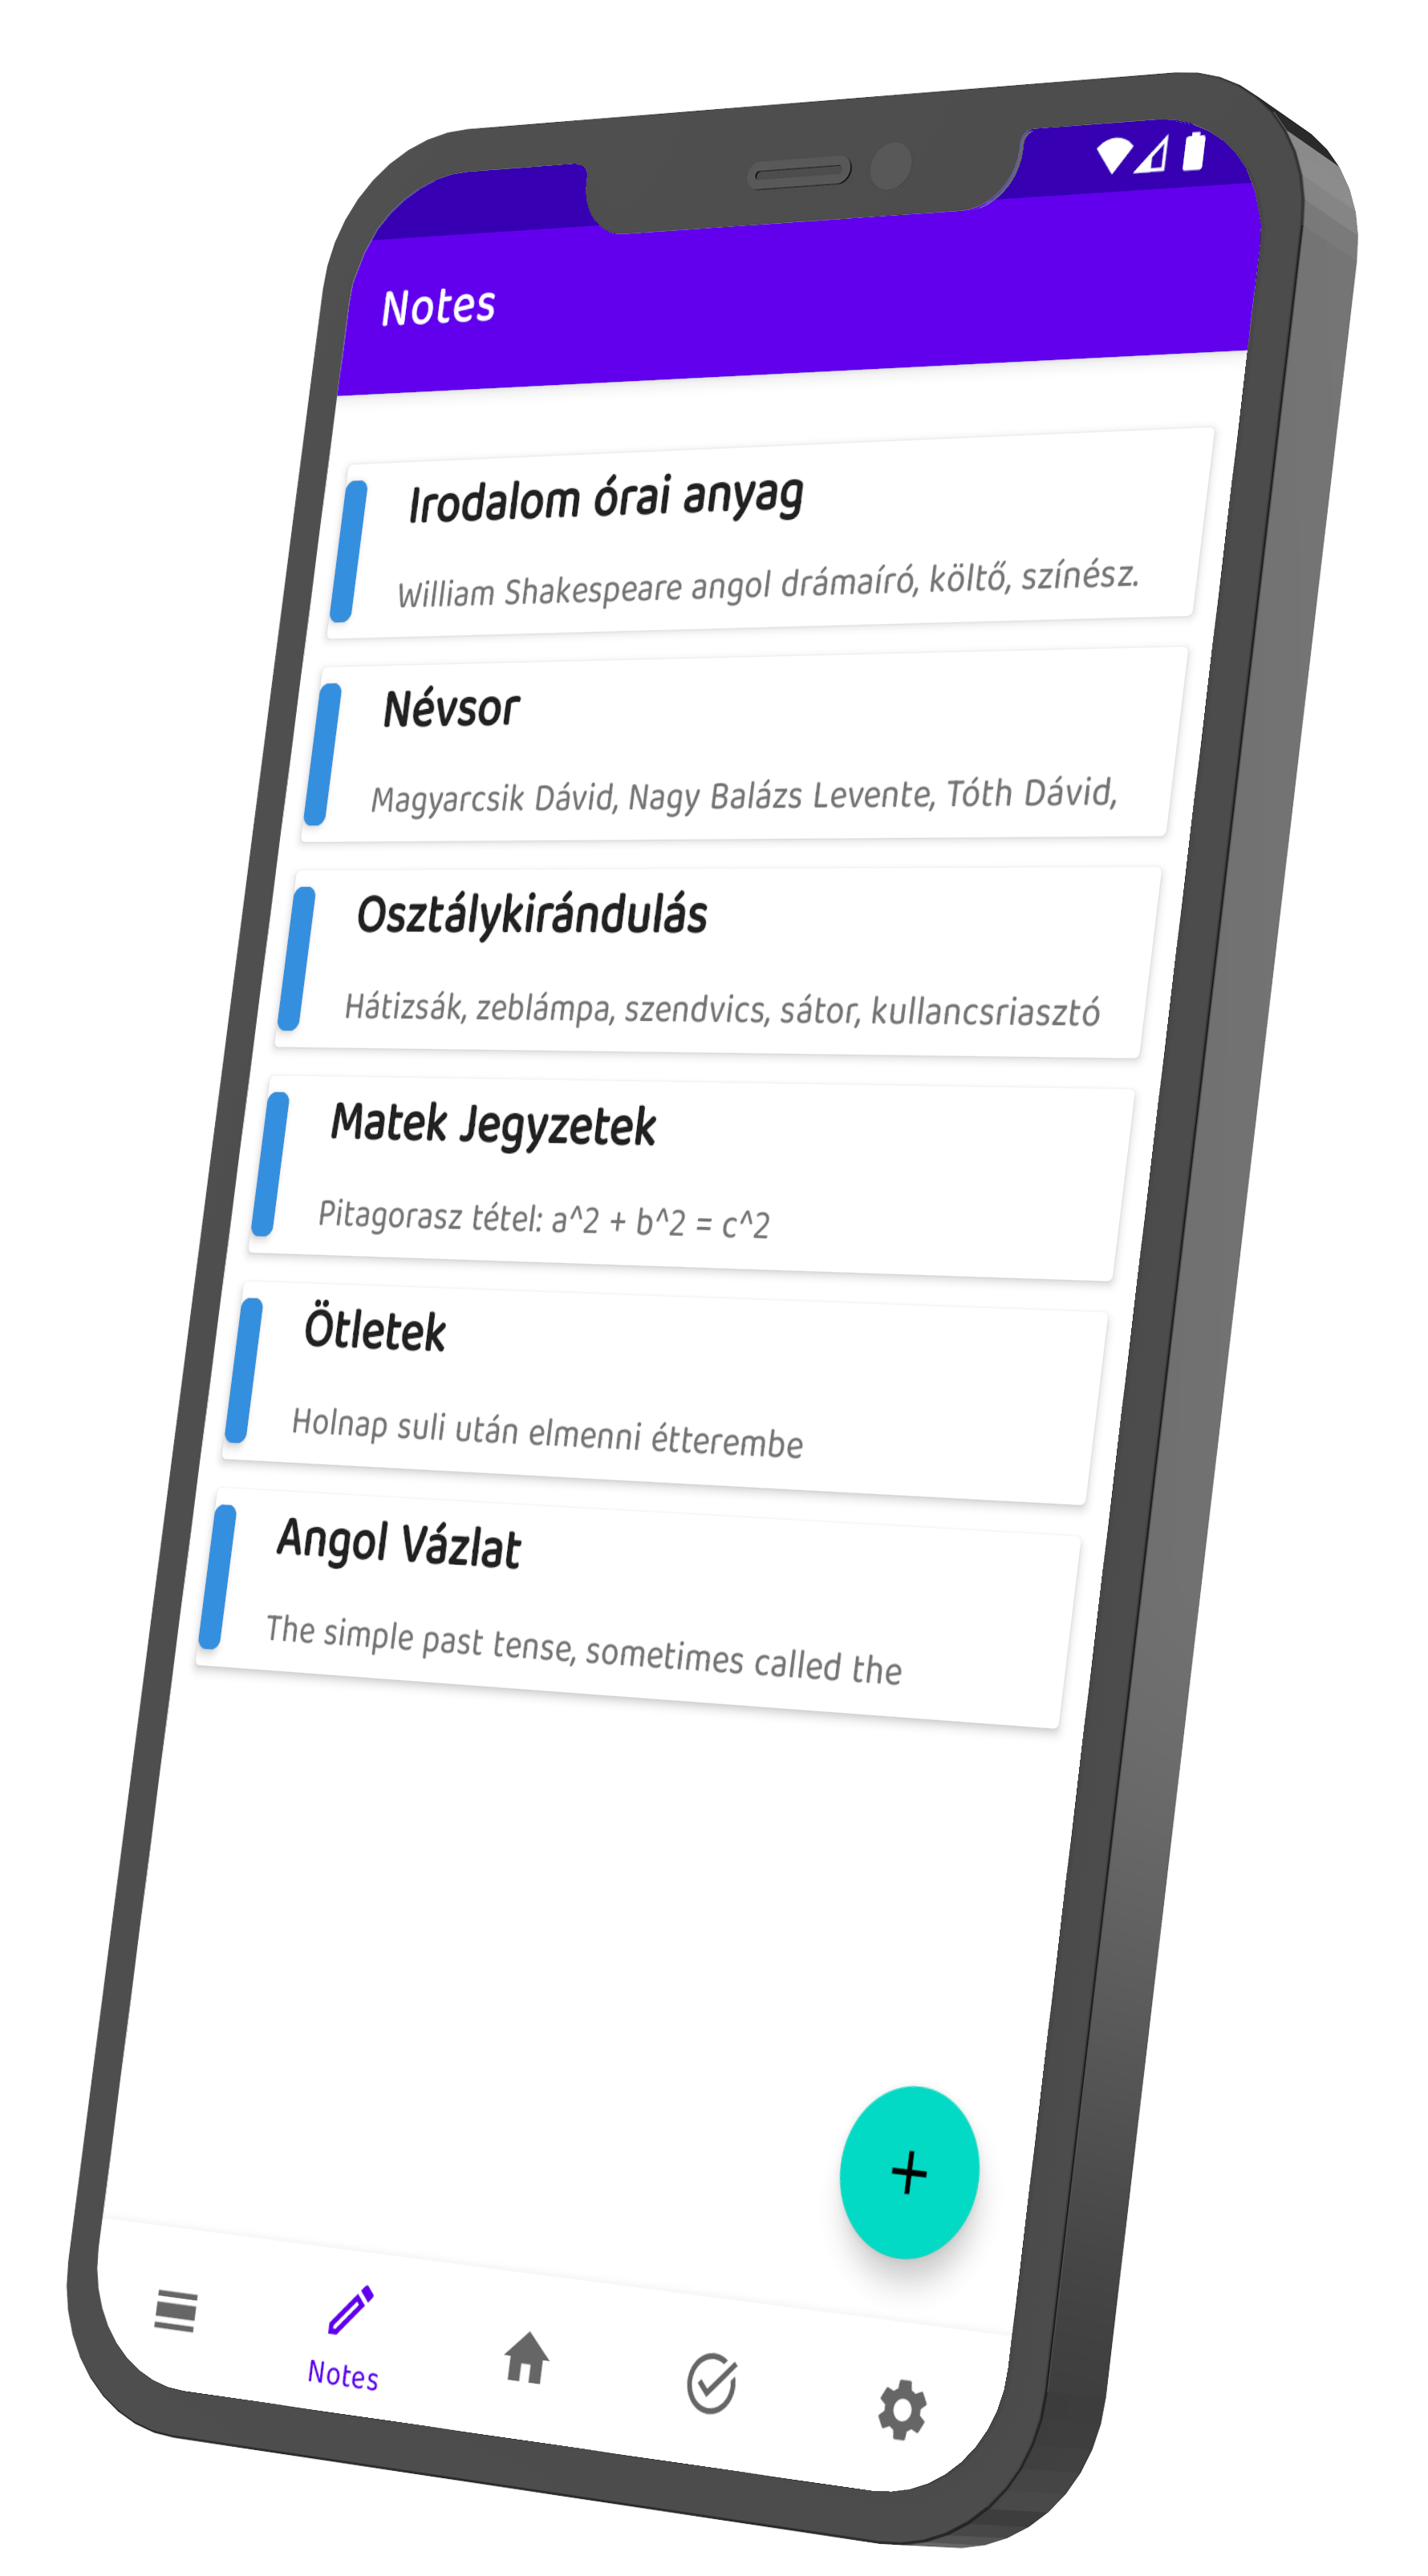 Notes
Irodalom órai anyag
William Shakespeare angol drámaíró, költő, színész.
Névsor
Magyarcsik Dávid, Nagy Balázs Levente, Tóth Dávid,
Osztálykirándulás
Hátizsák, zeblámpa, szendvics, sátor, kullancsriasztó
Matek Jegyzetek
Pitagorasz tétel: a^2 + b^2 = c^2
Ötletek
Holnap suli után elmenni étterembe
Angol Vázlat
The simple past tense, sometimes called the
Notes